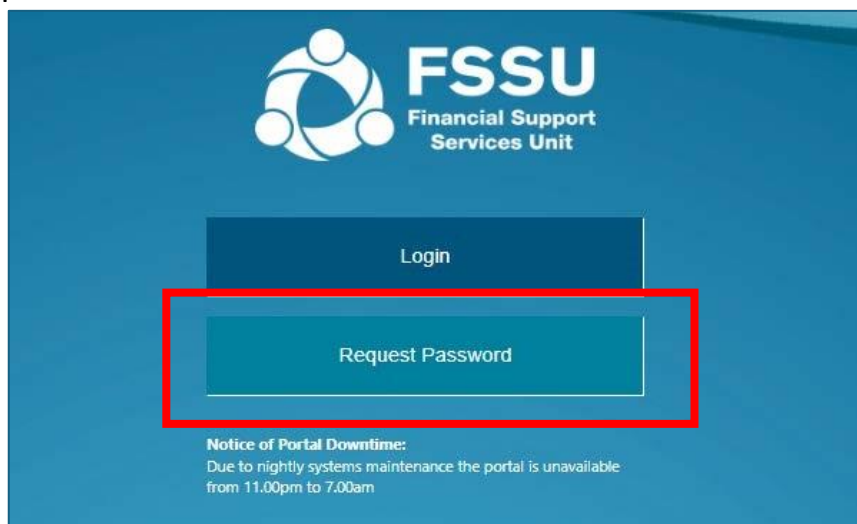 FSSU
Financial Support
Services Unit
Login
Request Password
Notice of Portal Downtime:
Due to nightly systems maintenance the portal is unavailable
from 11.00pm to 7.00am